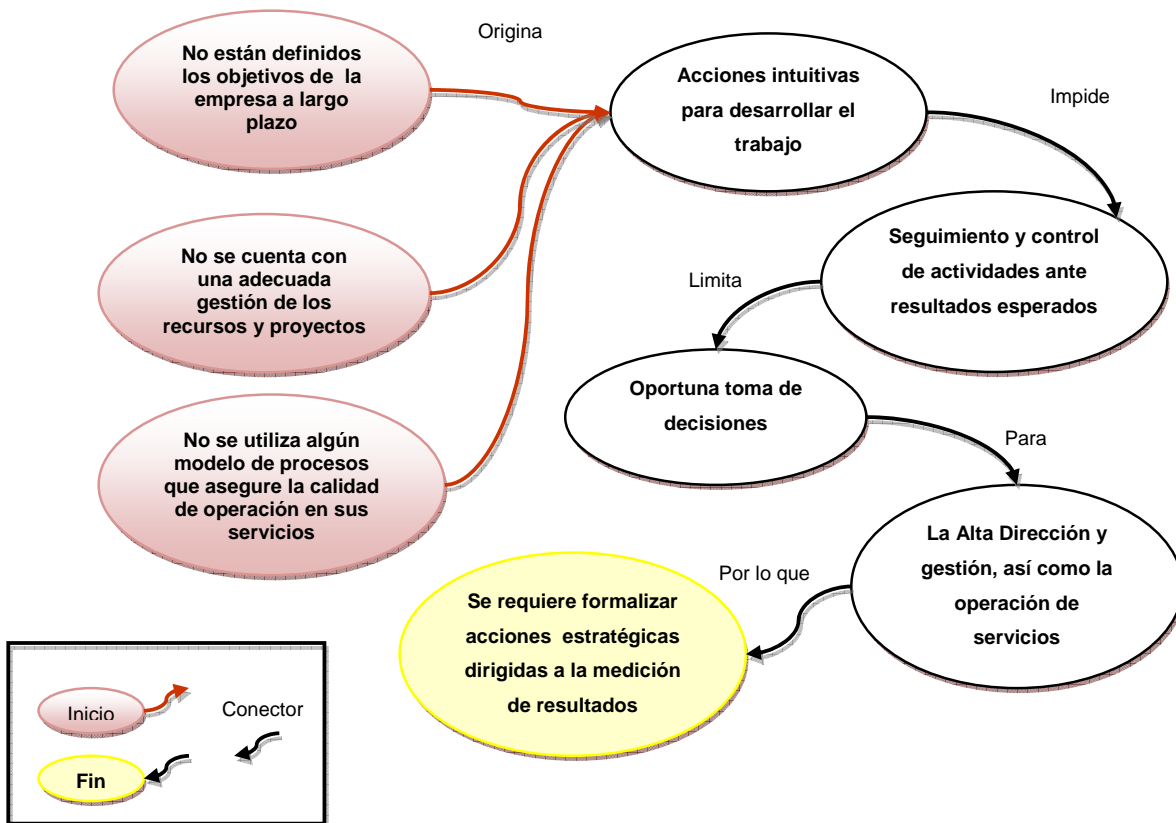 No están definidos
los objetivos de la
empresa a largo
plazo
Origina
Acciones intuitivas
para desarrollar el
trabajo
Impide
No se cuenta con
una adecuada
gestión de los
recursos y proyectos
Seguimiento y control
de actividades ante
resultados esperados
Limita
Oportuna toma de
decisiones
Para
No se utiliza algún
modelo de procesos
que asegure la calidad
de operación en sus
servicios
La Alta Dirección y
gestión, así como la
operación de
servicios
Por lo que
Se requiere formalizar
acciones estratégicas
dirigidas a la medición
de resultados
Inicio
Conector
Fin